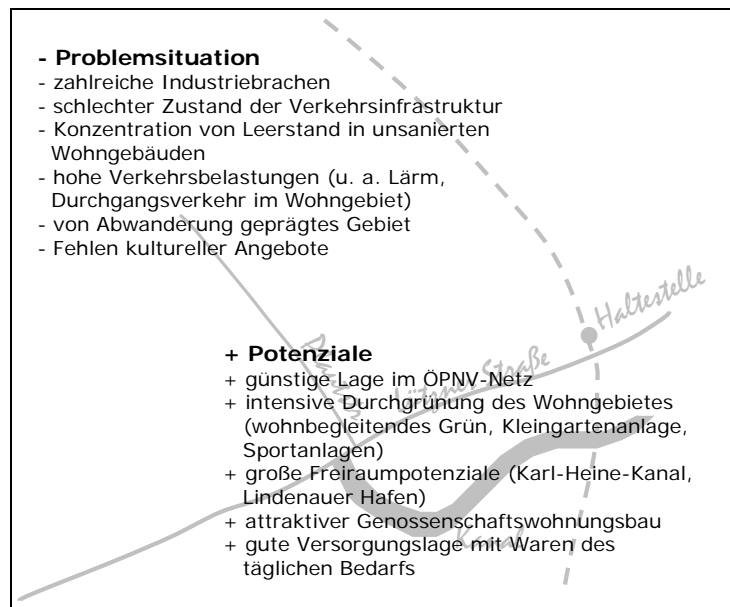 - Problemsituation
- zahlreiche Industriebrachen
- schlechter Zustand der Verkehrsinfrastruktur
- Konzentration von Leerstand in unsanierten
Wohngebäuden
- hohe Verkehrsbelastungen (u. a. Lärm,
Durchgangsverkehr im Wohngebiet)
- von Abwanderung geprägtes Gebiet
- Fehlen kultureller Angebote
Haltestelle
+ Potenziale
Lützner Straße
+ günstige Lage im ÖPNV-Netz
+ intensive Durchgrünung des Wohngebietes
(wohnbegleitendes Grün, Kleingartenanlage,
Sportanlagen)
+ große Freiraumpotenziale (Karl-Heine-Kanal,
Lindenauer Hafen)
+ attraktiver Genossenschaftswohnungsbau
Kanal
+ gute Versorgungslage mit Waren des
täglichen Bedarfs